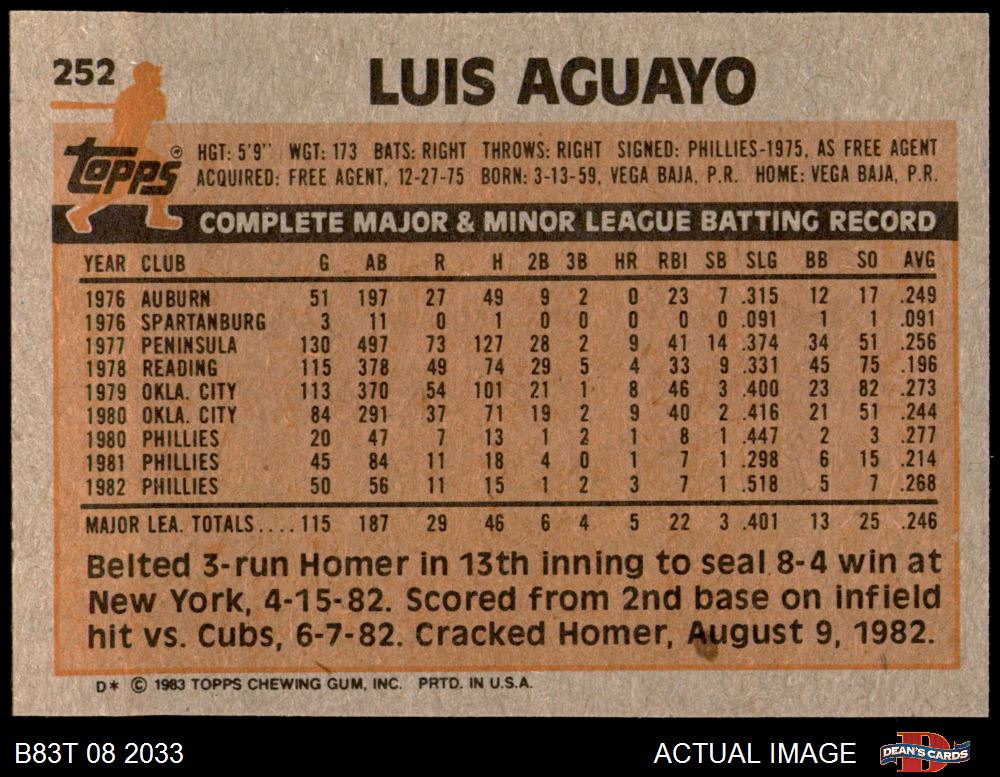 252
LUIS AGUAYO
Topps®
HGT: 5'9" WGT: 173 BATS: RIGHT THROWS: RIGHT SIGNED: PHILLIES-1975, AS FREE AGENT
ACQUIRED: FREE AGENT, 12-27-75 BORN: 3-13-59, VEGA BAJA, P.R. HOME: VEGA BAJA, P.R.
COMPLETE MAJOR & MINOR LEAGUE BATTING RECORD
YEAR CLUB G AB R H 2B 3B HR RBI SB SLG BB SO AVG
1976 AUBURN 51 197 27 49 9 2 0 23 7 .315 12 17 .249
1976 SPARTANBURG 3 11 0 1 0 0 0 0 0 .091 1 1 .091
1977 PENINSULA 130 497 73 127 28 2 9 41 14 .374 34 51 .256
1978 READING 115 378 49 74 29 5 4 33 9 .331 45 75 .196
1979 OKLA. CITY 113 370 54 101 21 1 8 46 3 .400 23 82 .273
1980 OKLA. CITY 84 291 37 71 19 2 9 40 2 .416 21 51 .244
1980 PHILLIES 20 47 7 13 1 2 1 8 1 .447 2 3 .277
1981 PHILLIES 45 84 11 18 4 0 1 7 1 .298 6 15 .214
1982 PHILLIES 50 56 11 15 1 2 3 7 1 .518 5 7 .268
MAJOR LEA. TOTALS.... 115 187 29 46 6 4 5 22 3 .401 13 25 .246
Belted 3-run Homer in 13th inning to seal 8-4 win at
New York, 4-15-82. Scored from 2nd base on infield
hit vs. Cubs, 6-7-82. Cracked Homer, August 9, 1982.
D* © 1983 TOPPS CHEWING GUM, INC. PRTD. IN U.S.A.
B83T 08 2033
ACTUAL IMAGE
DEAN'S CARDS